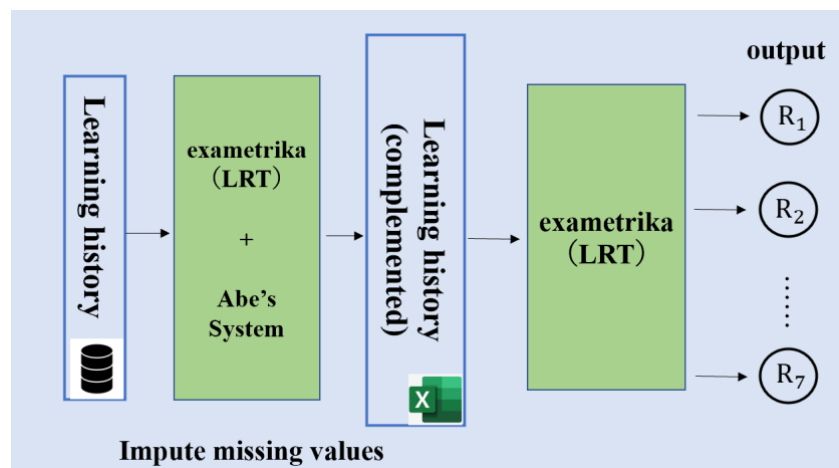 Learning history
exametrika
（LRT）
+
Abe's
System
Impute missing values
Learning history
(complemented)
X
exametrika
（LRT）
output
R₁
R₂
……
R₇